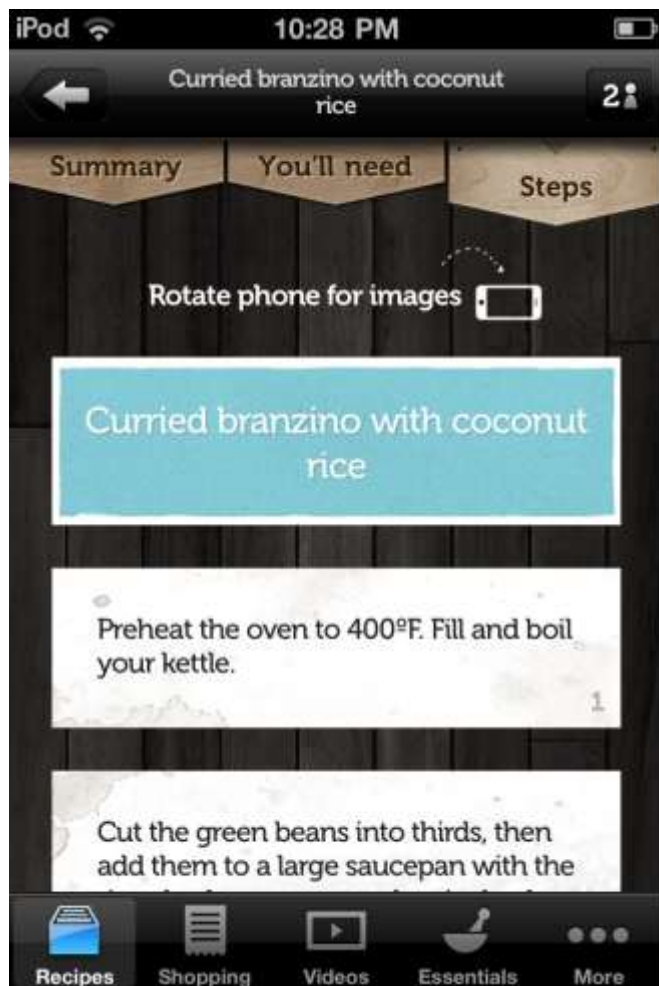 iPod 10:28 PM
Curried branzino with coconut
rice
2
Summary You'll need Steps
Rotate phone for images
Curried branzino with coconut
rice
Preheat the oven to 400ºF. Fill and boil
your kettle.
1
Cut the green beans into thirds, then
add them to a large saucepan with the
Recipes Shopping Videos Essentials More